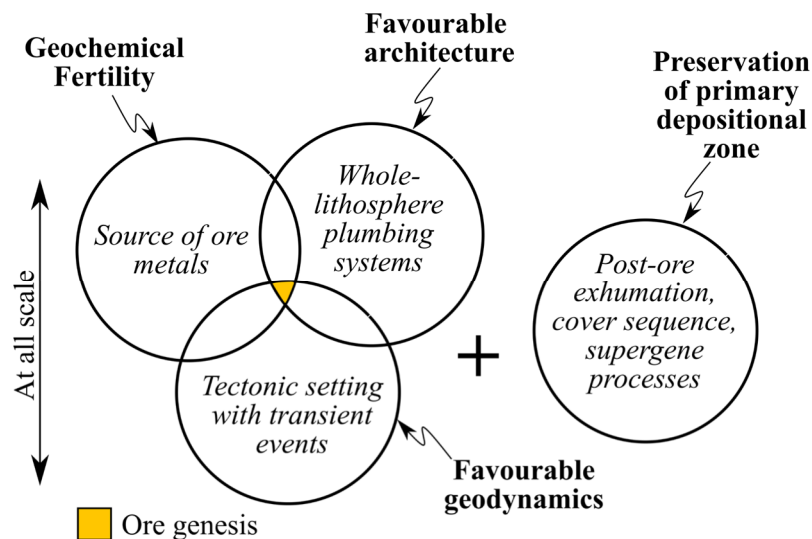 Geochemical
Fertility
Favourable
architecture
Preservation
of primary
depositional
zone
Source of ore
metals
Whole-
lithosphere
plumbing
systems
Post-ore
exhumation,
cover sequence,
supergene
processes
At all scale
+
Tectonic setting
with transient
events
Favourable
geodynamics
Ore genesis